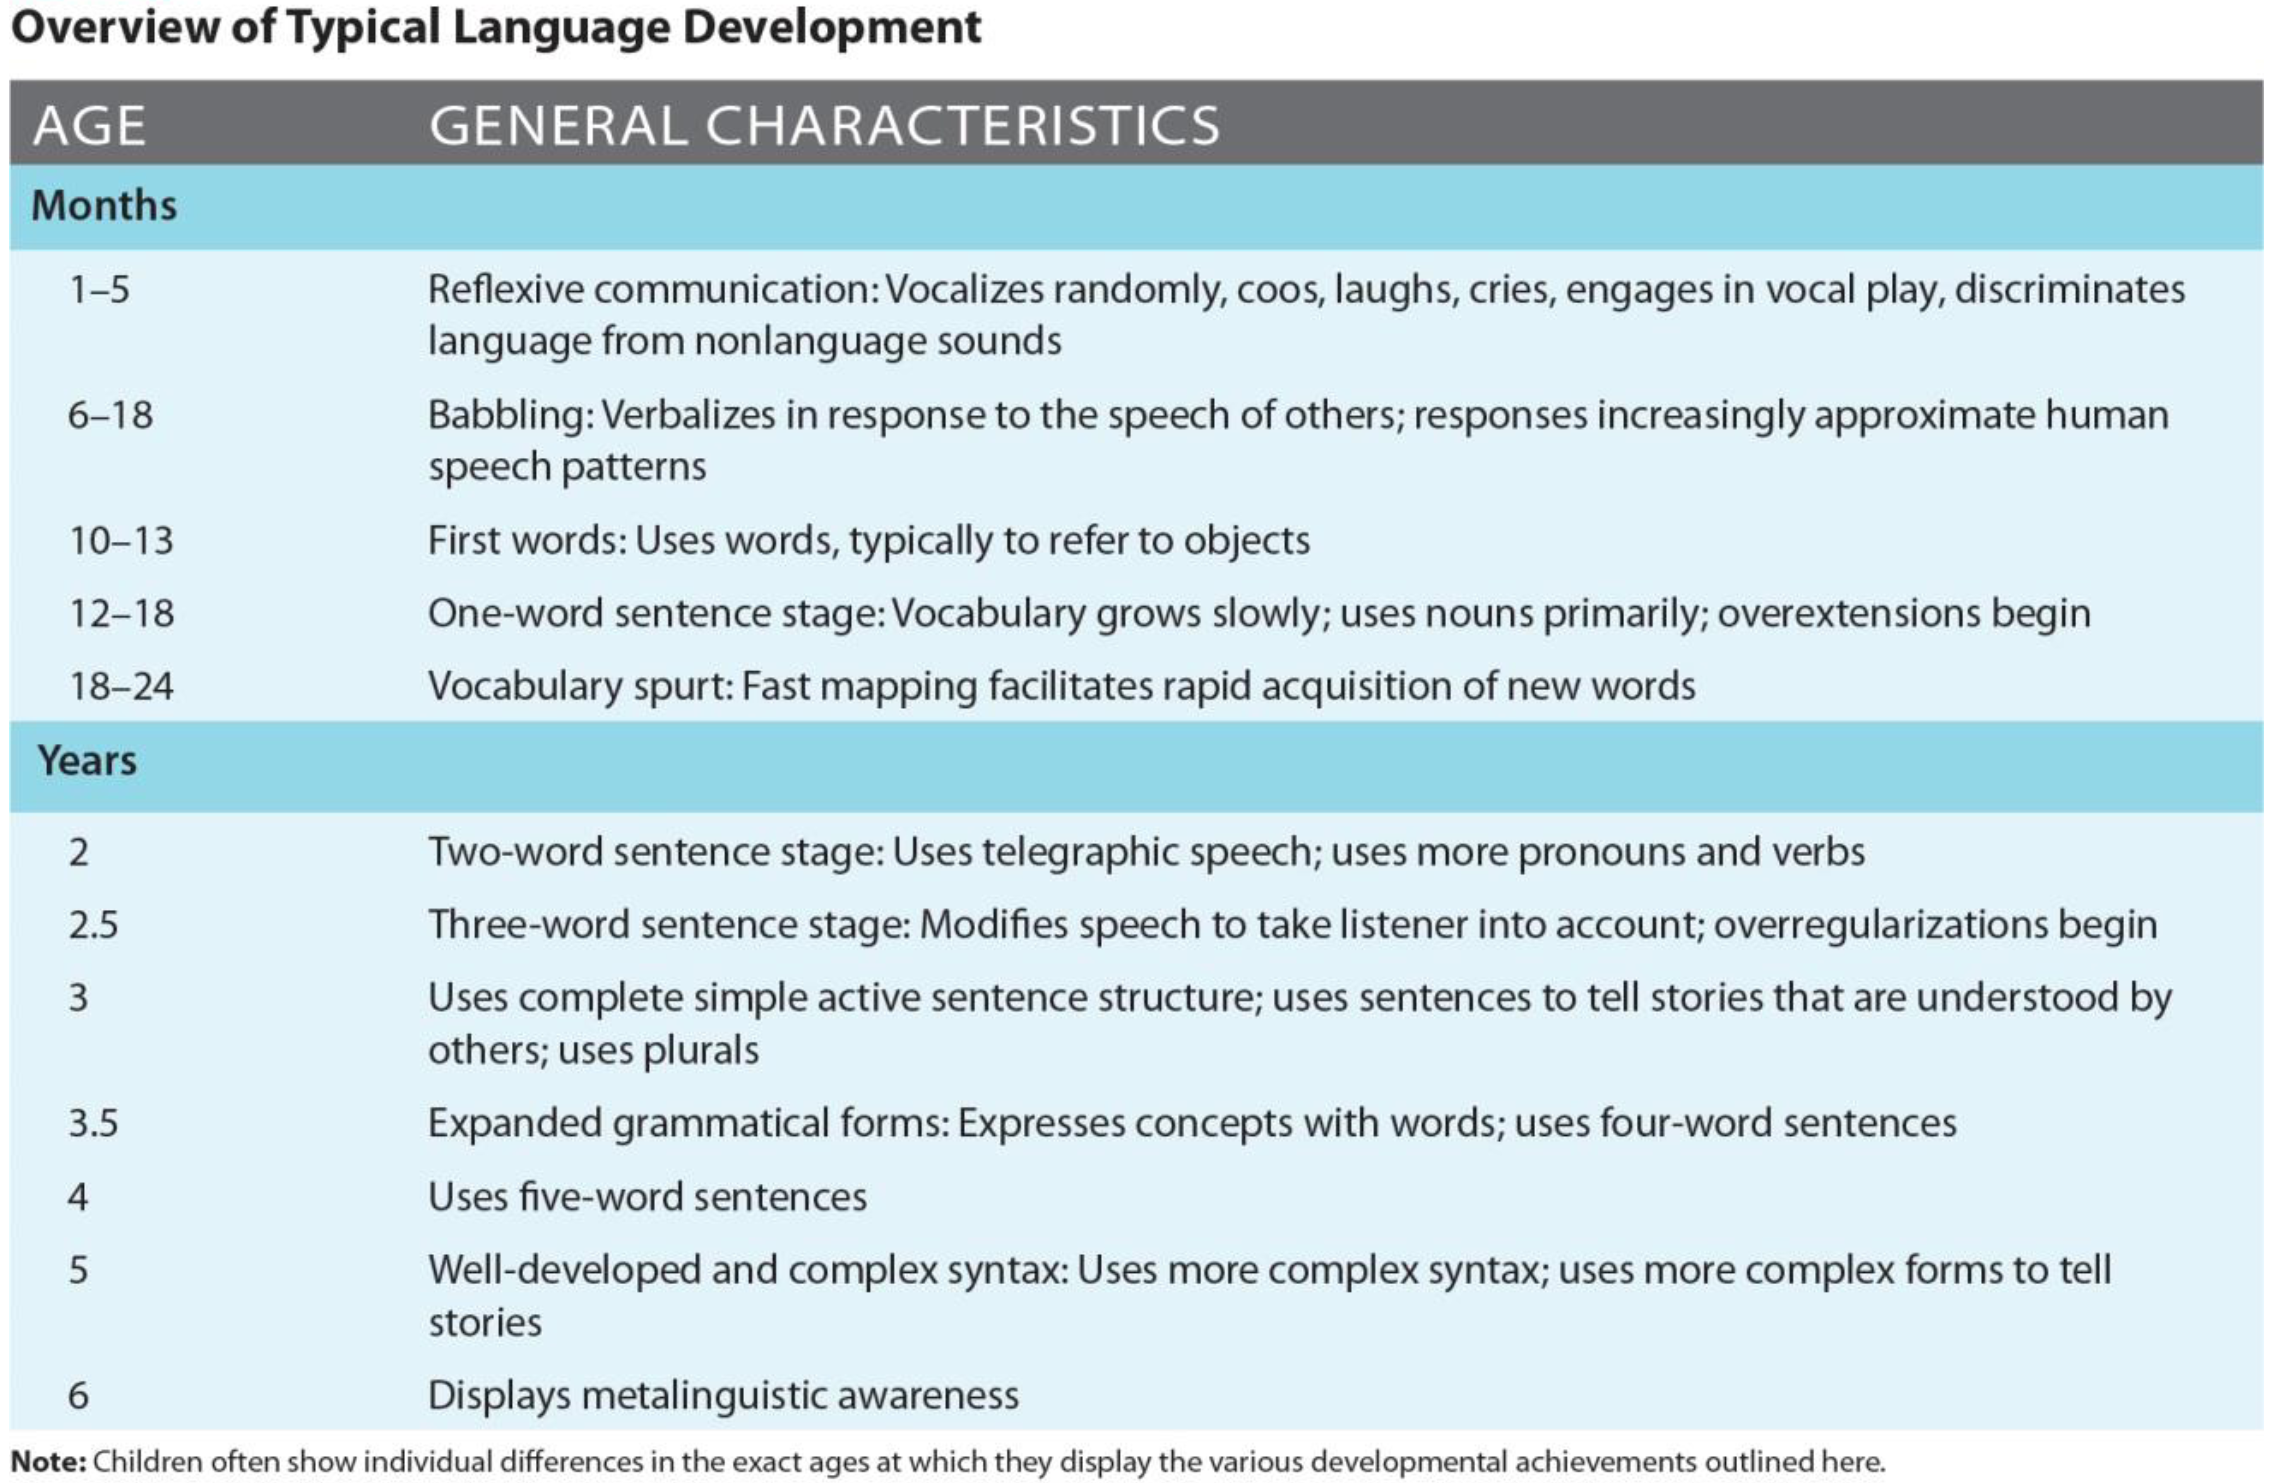 Overview of Typical Language Development
AGE GENERAL CHARACTERISTICS
Months
1–5 Reflexive communication: Vocalizes randomly, coos, laughs, cries, engages in vocal play, discriminates
language from nonlanguage sounds
6–18 Babbling: Verbalizes in response to the speech of others; responses increasingly approximate human
speech patterns
10–13 First words: Uses words, typically to refer to objects
12–18 One-word sentence stage: Vocabulary grows slowly; uses nouns primarily; overextensions begin
18–24 Vocabulary spurt: Fast mapping facilitates rapid acquisition of new words
Years
2 Two-word sentence stage: Uses telegraphic speech; uses more pronouns and verbs
2.5 Three-word sentence stage: Modifies speech to take listener into account; overregularizations begin
3 Uses complete simple active sentence structure; uses sentences to tell stories that are understood by
others; uses plurals
3.5 Expanded grammatical forms: Expresses concepts with words; uses four-word sentences
4 Uses five-word sentences
5 Well-developed and complex syntax: Uses more complex syntax; uses more complex forms to tell
stories
6 Displays metalinguistic awareness
Note: Children often show individual differences in the exact ages at which they display the various developmental achievements outlined here.